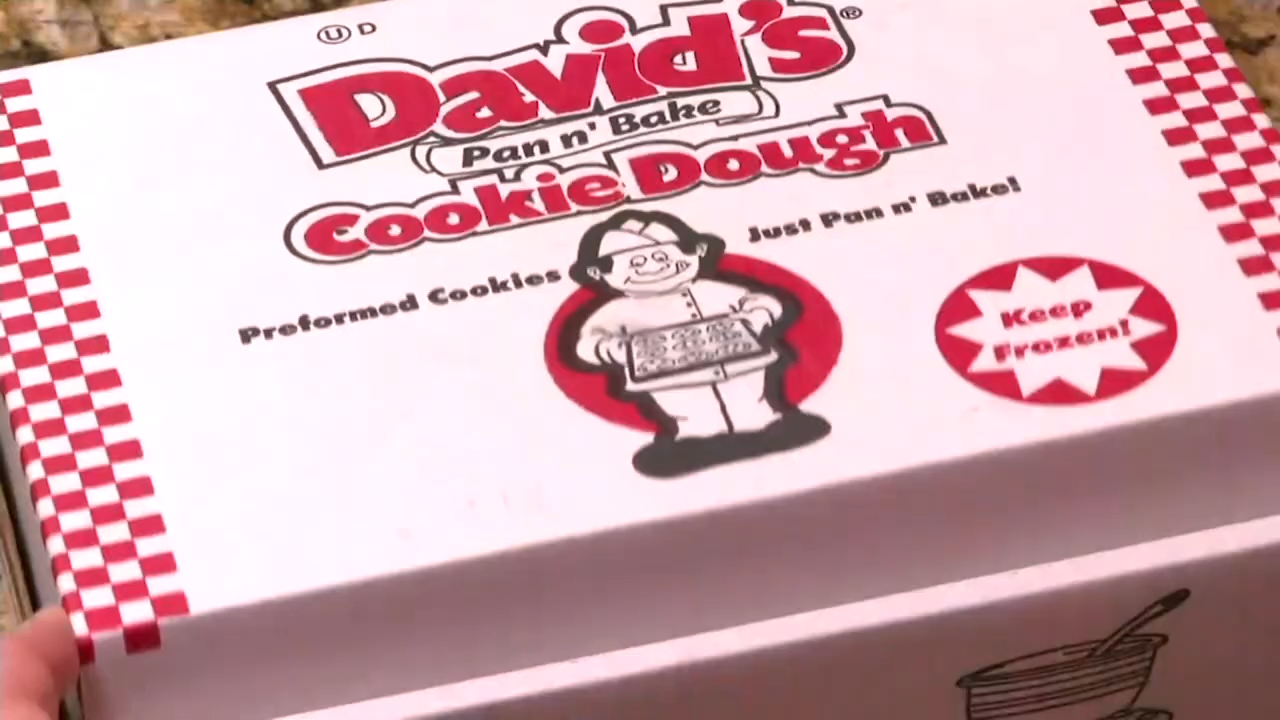 Ⓤ D
David's®
Pan n' Bake
Cookie Dough
Preformed Cookies Just Pan n' Bake!
Keep
Frozen!